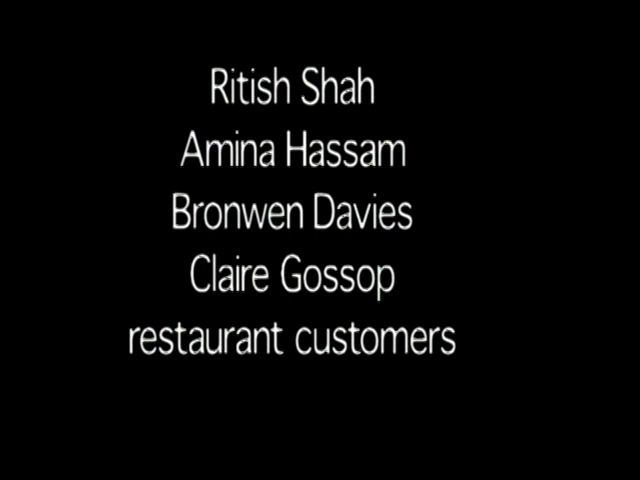 Ritish Shah
Amina Hassam
Bronwen Davies
Claire Gossop
restaurant customers